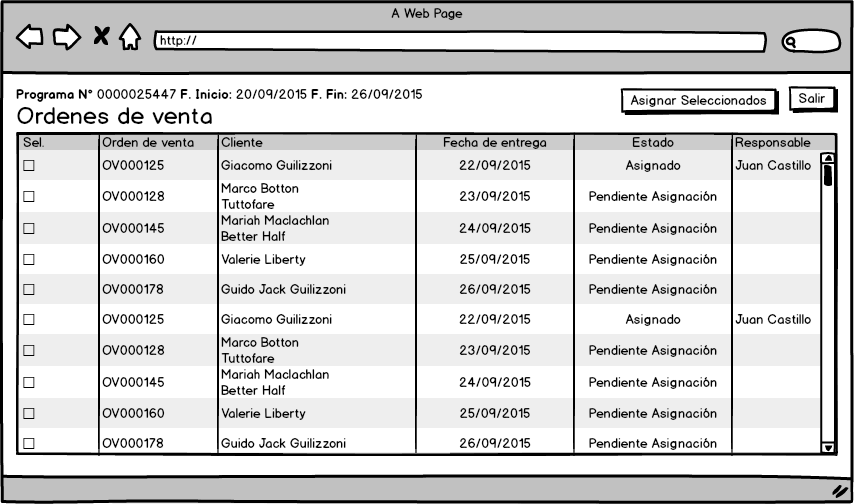 A Web Page
http://
Programa N° 0000025447 F. Inicio: 20/09/2015 F. Fin: 26/09/2015
Asignar Seleccionados
Salir
Ordenes de venta
Sel. Orden de venta Cliente Fecha de entrega Estado Responsable
OV000125 Giacomo Guilizzoni 22/09/2015 Asignado Juan Castillo
OV000128 Marco Botton 23/09/2015 Pendiente Asignación
Tuttofare
OV000145 Mariah Maclachlan 24/09/2015 Pendiente Asignación
Better Half
OV000160 Valerie Liberty 25/09/2015 Pendiente Asignación
OV000178 Guido Jack Guilizzoni 26/09/2015 Pendiente Asignación
OV000125 Giacomo Guilizzoni 22/09/2015 Asignado Juan Castillo
OV000128 Marco Botton 23/09/2015 Pendiente Asignación
Tuttofare
OV000145 Mariah Maclachlan 24/09/2015 Pendiente Asignación
Better Half
OV000160 Valerie Liberty 25/09/2015 Pendiente Asignación
OV000178 Guido Jack Guilizzoni 26/09/2015 Pendiente Asignación